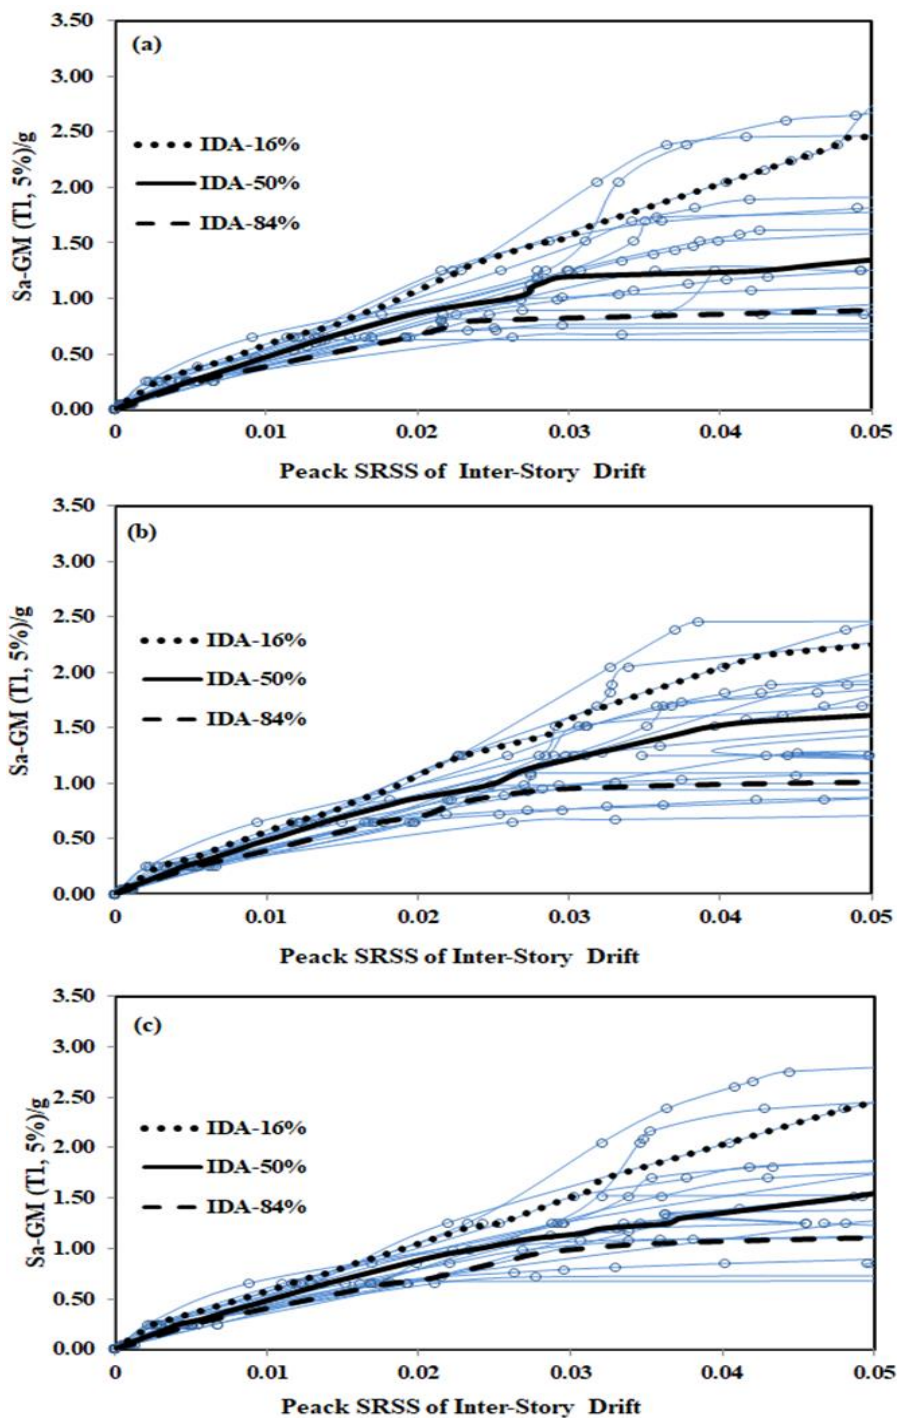 (a)
Sa-GM (T1, 5%)/g
3.50
3.00
2.50
2.00
1.50
1.00
0.50
0.00
IDA-16%
IDA-50%
IDA-84%
0 0.01 0.02 0.03 0.04 0.05
Peack SRSS of Inter-Story Drift
(b)
Sa-GM (T1, 5%)/g
3.50
3.00
2.50
2.00
1.50
1.00
0.50
0.00
IDA-16%
IDA-50%
IDA-84%
0 0.01 0.02 0.03 0.04 0.05
Peack SRSS of Inter-Story Drift
(c)
Sa-GM (T1, 5%)/g
3.50
3.00
2.50
2.00
1.50
1.00
0.50
0.00
IDA-16%
IDA-50%
IDA-84%
0 0.01 0.02 0.03 0.04 0.05
Peack SRSS of Inter-Story Drift